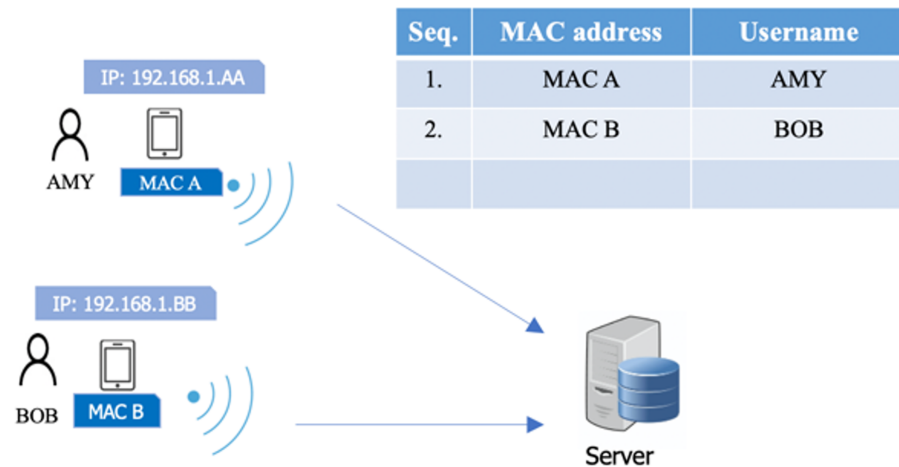 Seq. MAC address Username
1. MAC A AMY
2. MAC B BOB
IP: 192.168.1.AA
AMY MAC A
IP: 192.168.1.BB
BOB MAC B
Server